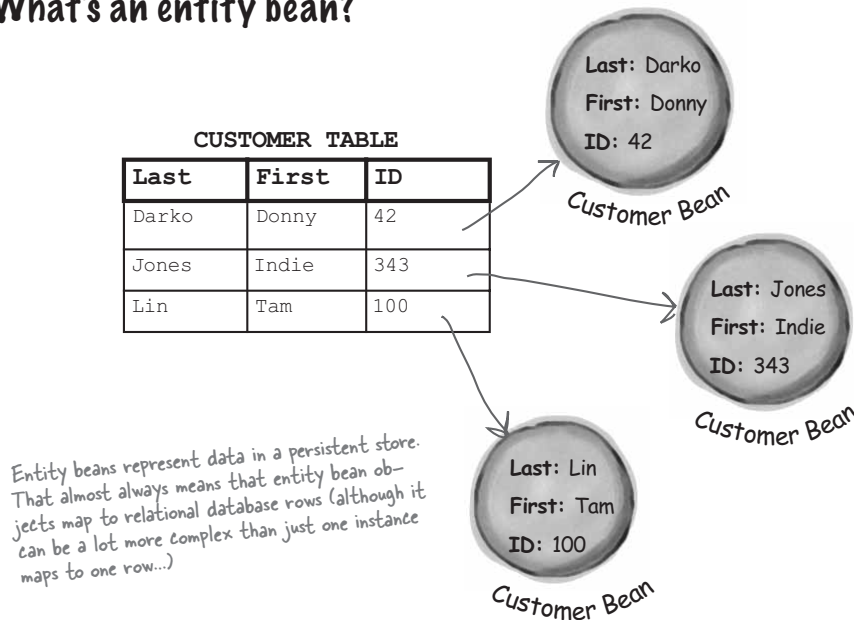 What's an entity bean?
CUSTOMER TABLE
Last First ID
Darko Donny 42
Jones Indie 343
Lin Tam 100
Last: Darko
First: Donny
ID: 42
Customer Bean
Last: Jones
First: Indie
ID: 343
Customer Bean
Last: Lin
First: Tam
ID: 100
Customer Bean
Entity beans represent data in a persistent store.
That almost always means that entity bean ob-
jects map to relational database rows (although it
can be a lot more complex than just one instance
maps to one row...)